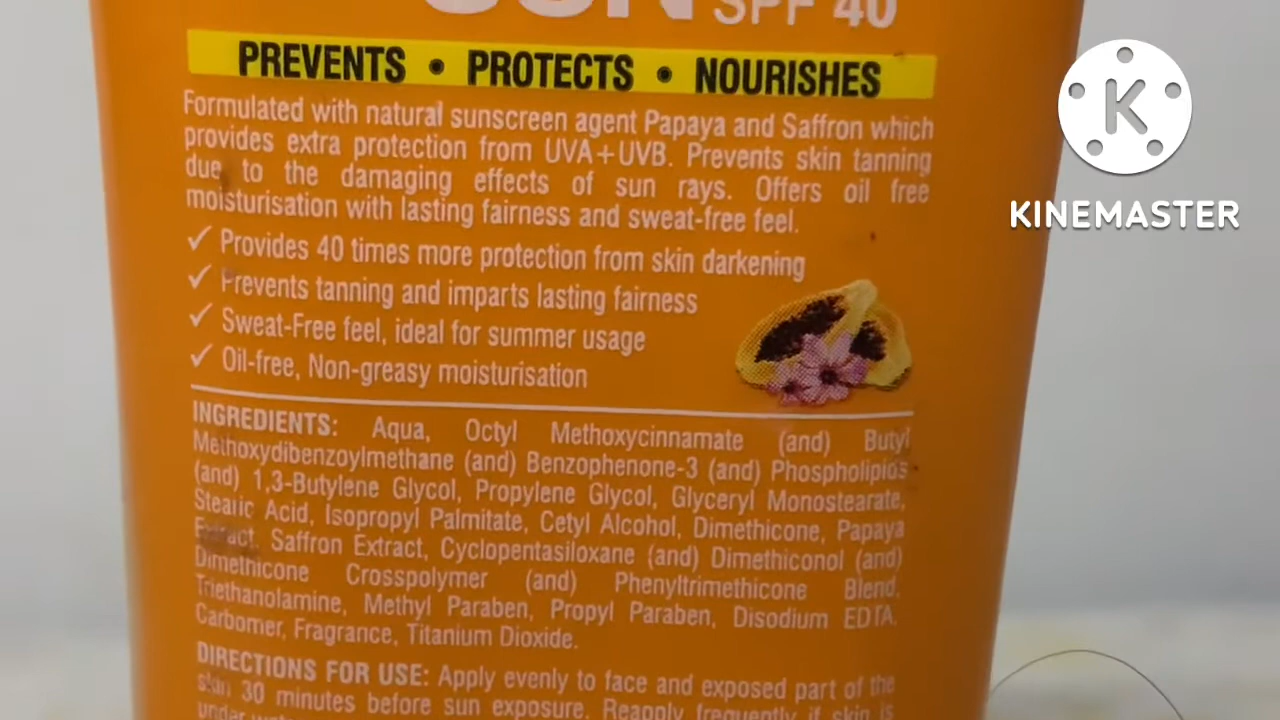 SUN SPF 40
PREVENTS • PROTECTS • NOURISHES
Formulated with natural sunscreen agent Papaya and Saffron which
provides extra protection from UVA+UVB. Prevents skin tanning
due to the damaging effects of sun rays. Offers oil free
moisturisation with lasting fairness and sweat-free feel.
✓ Provides 40 times more protection from skin darkening
✓ Prevents tanning and imparts lasting fairness
✓ Sweat-Free feel, ideal for summer usage
✓ Oil-free, Non-greasy moisturisation
INGREDIENTS: Aqua, Octyl Methoxycinnamate (and) Butyl
Methoxydibenzoylmethane (and) Benzophenone-3 (and) Phospholipids
(and) 1,3-Butylene Glycol, Propylene Glycol, Glyceryl Monostearate,
Stearic Acid, Isopropyl Palmitate, Cetyl Alcohol, Dimethicone, Papaya
Extract, Saffron Extract, Cyclopentasiloxane (and) Dimethiconol (and)
Dimethicone Crosspolymer (and) Phenyltrimethicone Blend,
Triethanolamine, Methyl Paraben, Propyl Paraben, Disodium EDTA,
Carbomer, Fragrance, Titanium Dioxide.
DIRECTIONS FOR USE: Apply evenly to face and exposed part of the
skin 30 minutes before sun exposure. Reapply frequently if skin is
under
K
KINEMASTER